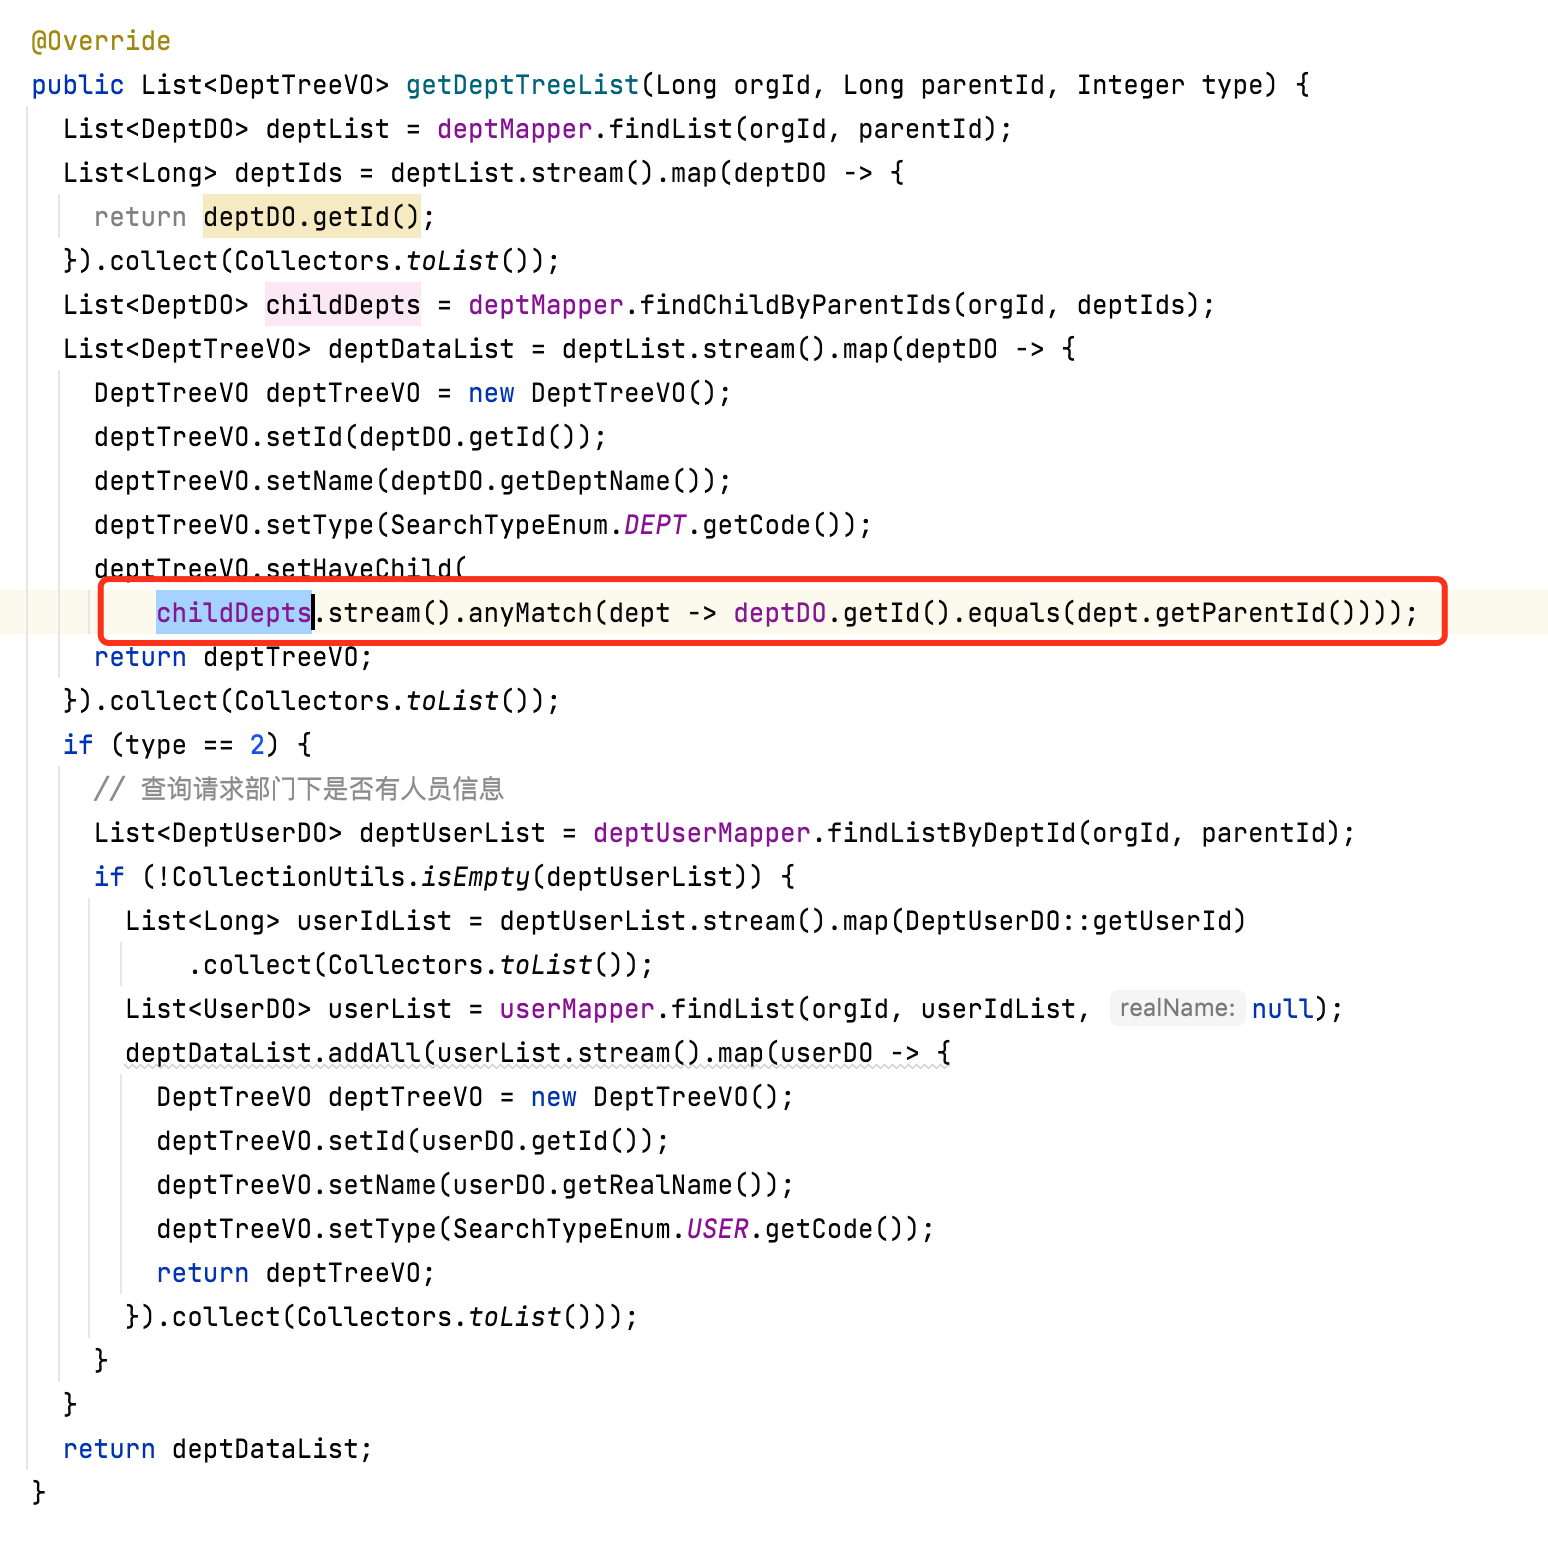 @Override
public List<DeptTreeVO> getDeptTreeList(Long orgId, Long parentId, Integer type) {
List<DeptDO> deptList = deptMapper.findList(orgId, parentId);
List<Long> deptIds = deptList.stream().map(deptDO -> {
return deptDO.getId();
}).collect(Collectors.toList());
List<DeptDO> childDepts = deptMapper.findChildByParentIds(orgId, deptIds);
List<DeptTreeVO> deptDataList = deptList.stream().map(deptDO -> {
DeptTreeVO deptTreeVO = new DeptTreeVO();
deptTreeVO.setId(deptDO.getId());
deptTreeVO.setName(deptDO.getDeptName());
deptTreeVO.setType(SearchTypeEnum.DEPT.getCode());
deptTreeVO.setHaveChild(
childDepts.stream().anyMatch(dept -> deptDO.getId().equals(dept.getParentId())));
return deptTreeVO;
}).collect(Collectors.toList());
if (type == 2) {
// 查询请求部门下是否有人员信息
List<DeptUserDO> deptUserList = deptUserMapper.findListByDeptId(orgId, parentId);
if (!CollectionUtils.isEmpty(deptUserList)) {
List<Long> userIdList = deptUserList.stream().map(DeptUserDO::getUserId)
.collect(Collectors.toList());
List<UserDO> userList = userMapper.findList(orgId, userIdList, realName: null);
deptDataList.addAll(userList.stream().map(userDO -> {
DeptTreeVO deptTreeVO = new DeptTreeVO();
deptTreeVO.setId(userDO.getId());
deptTreeVO.setName(userDO.getRealName());
deptTreeVO.setType(SearchTypeEnum.USER.getCode());
return deptTreeVO;
}).collect(Collectors.toList()));
}
}
return deptDataList;
}